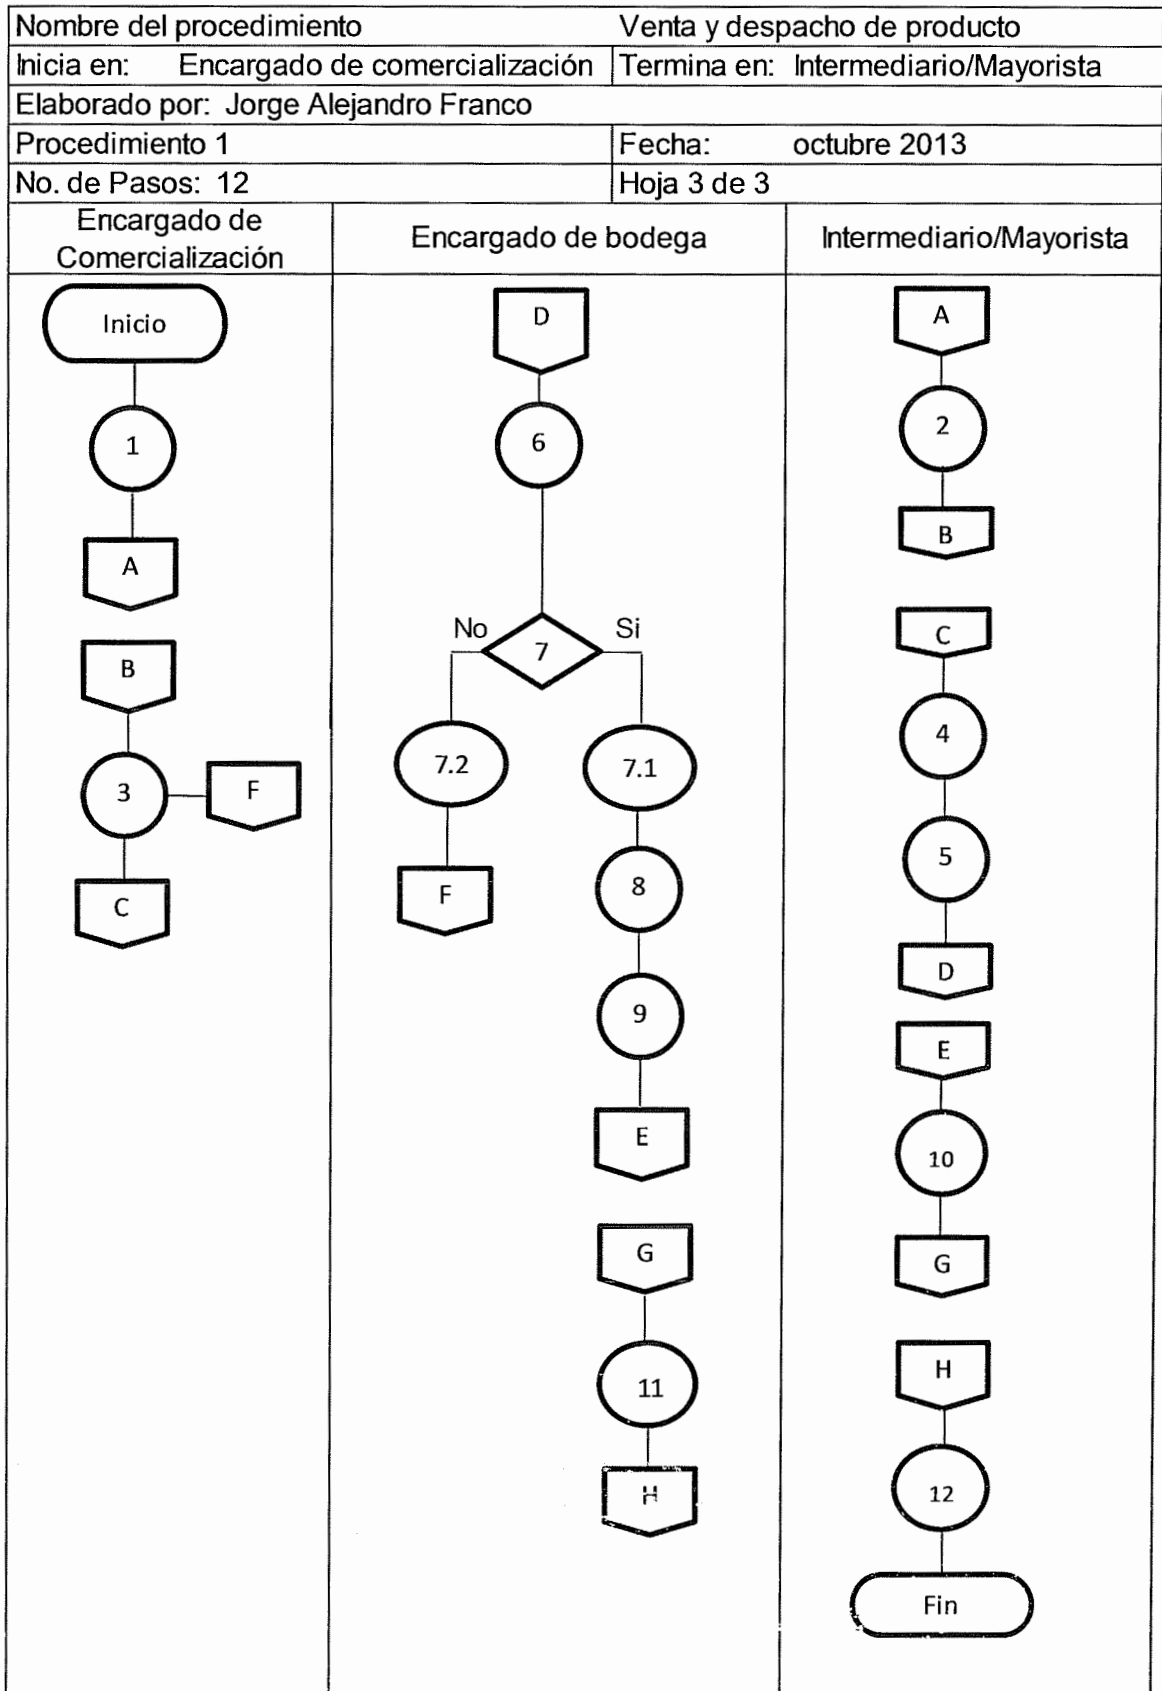 Nombre del procedimiento Venta y despacho de producto
Inicia en: Encargado de comercialización Termina en: Intermediario/Mayorista
Elaborado por: Jorge Alejandro Franco
Procedimiento 1 Fecha: octubre 2013
No. de Pasos: 12 Hoja 3 de 3
Encargado de
Comercialización
Encargado de bodega
Intermediario/Mayorista
Inicio
1
A
B
3 F
C
D
6
No 7 Si
7.2 7.1
F 8
9
E
G
11
H
A
2
B
C
4
5
D
E
10
G
H
12
Fin